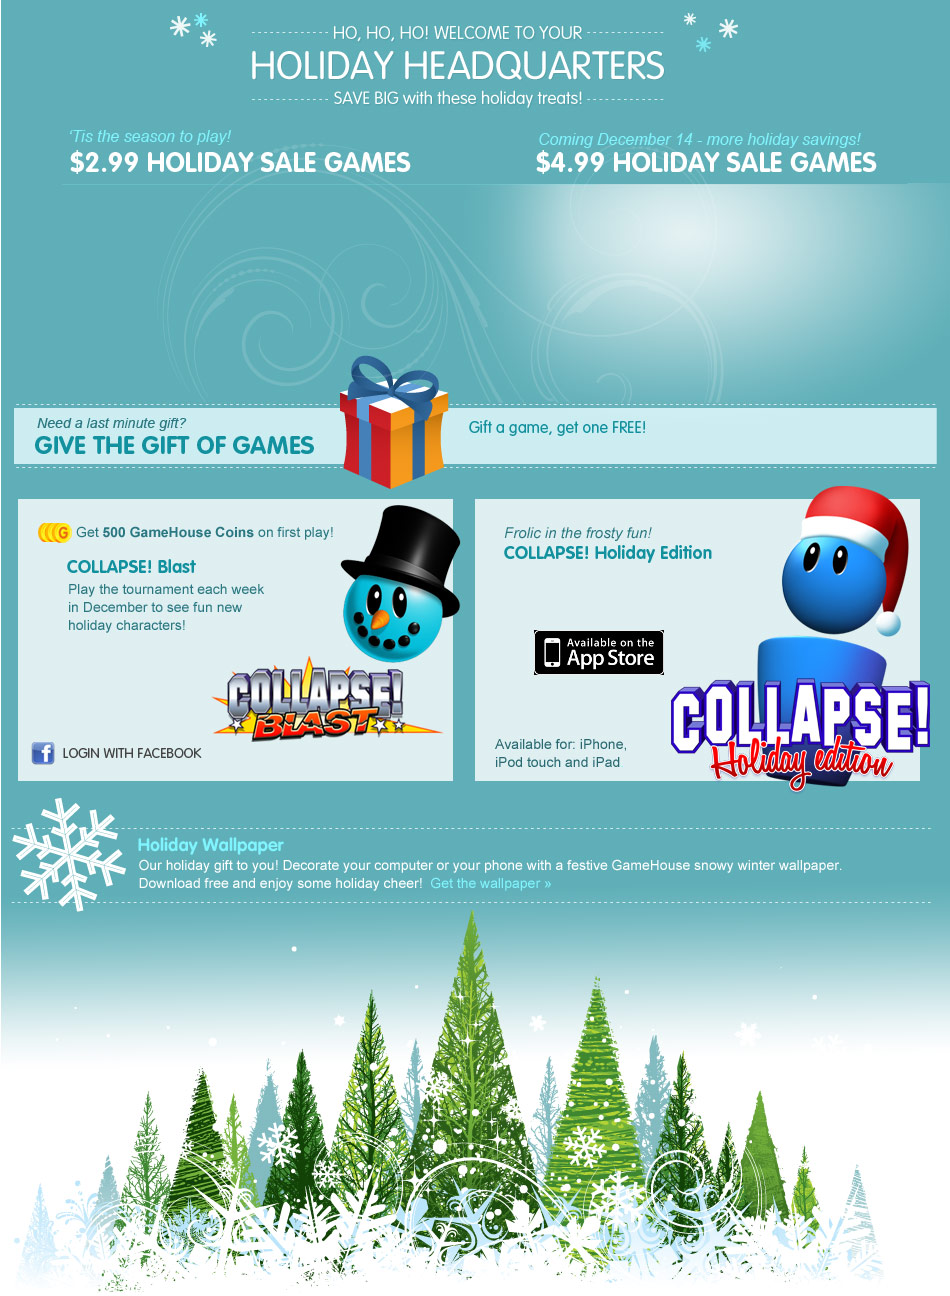 HO, HO, HO! WELCOME TO YOUR
HOLIDAY HEADQUARTERS
SAVE BIG with these holiday treats!
'Tis the season to play!
$2.99 HOLIDAY SALE GAMES
Coming December 14 - more holiday savings!
$4.99 HOLIDAY SALE GAMES
Need a last minute gift?
GIVE THE GIFT OF GAMES
Gift a game, get one FREE!
G Get 500 GameHouse Coins on first play!
COLLAPSE! Blast
Play the tournament each week
in December to see fun new
holiday characters!
COLLAPSE!
BLAST
f LOGIN WITH FACEBOOK
Frolic in the frosty fun!
COLLAPSE! Holiday Edition
Available on the
App Store
COLLAPSE!
Holiday edition
Available for: iPhone,
iPod touch and iPad
Holiday Wallpaper
Our holiday gift to you! Decorate your computer or your phone with a festive GameHouse snowy winter wallpaper.
Download free and enjoy some holiday cheer! Get the wallpaper »